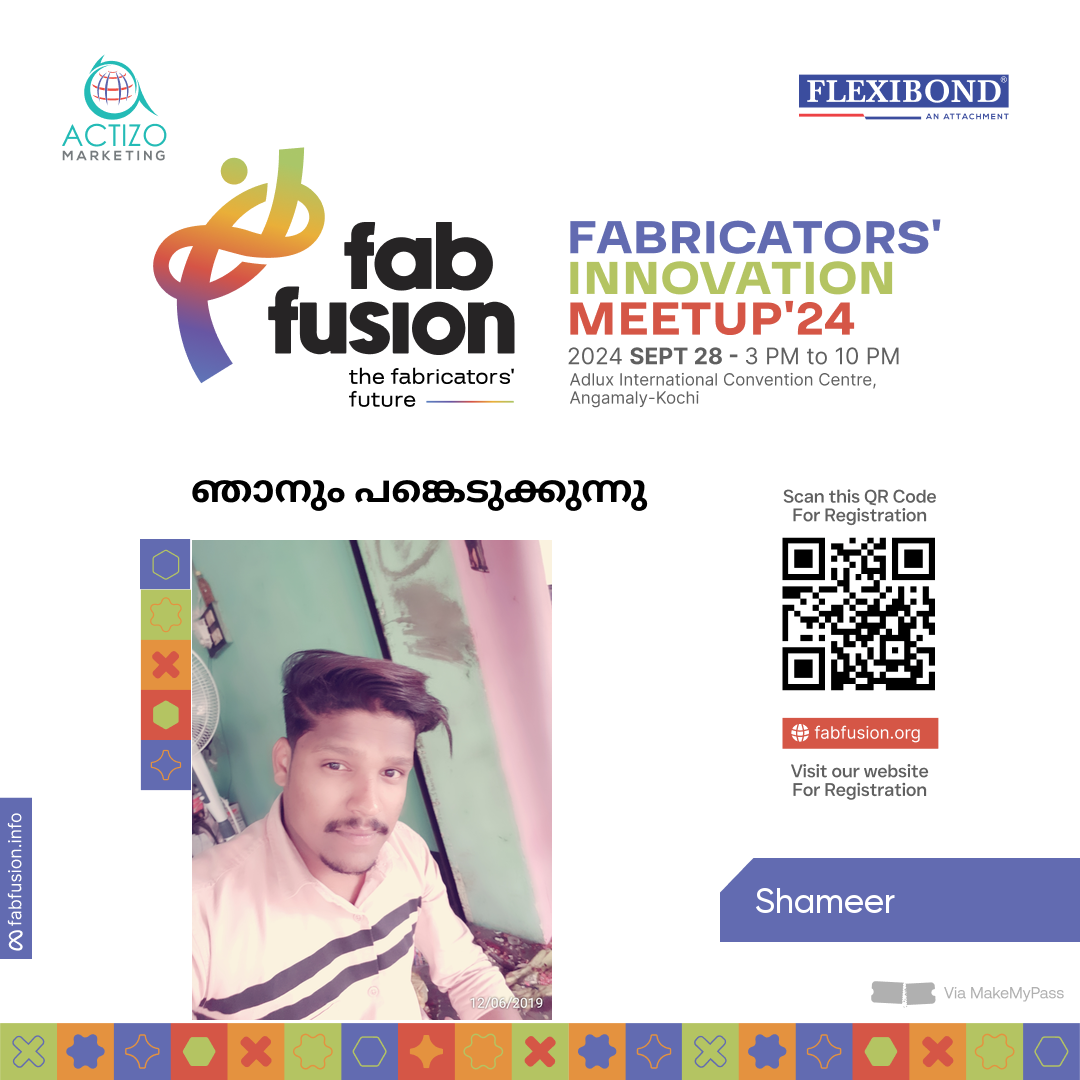 ACTIZO
MARKETING
FLEXIBOND®
AN ATTACHMENT
fab
fusion
the fabricators'
future
FABRICATORS'
INNOVATION
MEETUP'24
2024 SEPT 28 - 3 PM to 10 PM
Adlux International Convention Centre,
Angamaly-Kochi
ഞാനും പങ്കെടുക്കുന്നു
Scan this QR Code
For Registration
fabfusion.org
Visit our website
For Registration
fabfusion.info
Shameer
12/06/2019
Via MakeMyPass